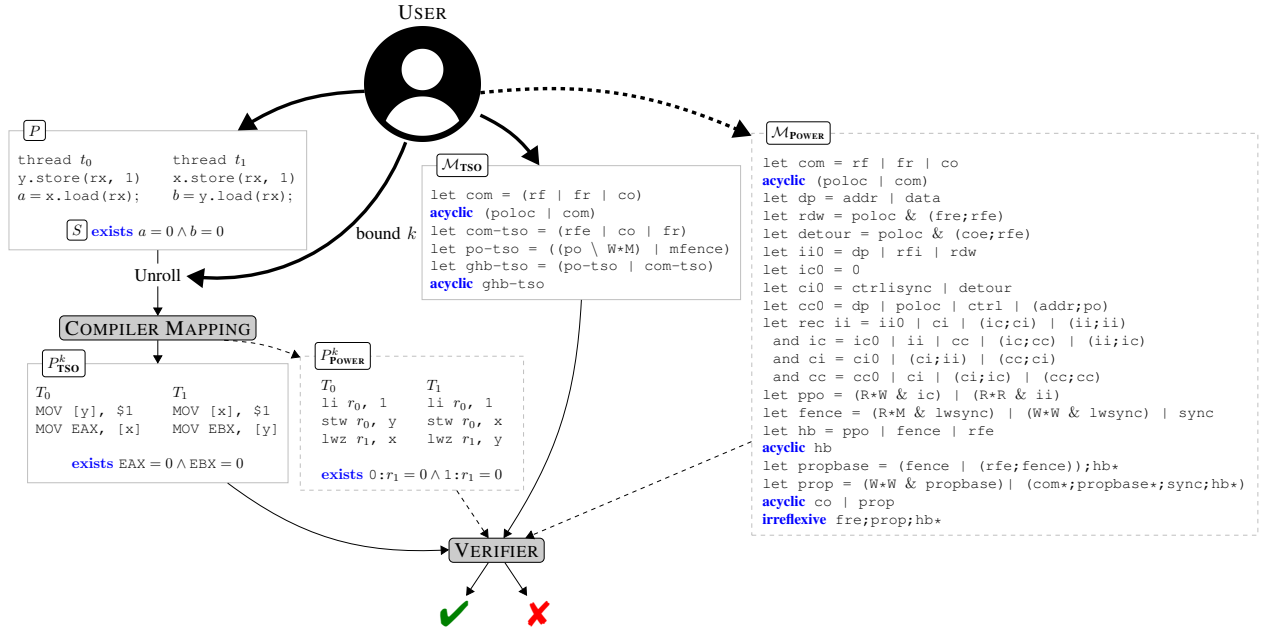 USER
P
thread t₀ thread t₁
y.store(rx, 1) x.store(rx, 1)
a = x.load(rx); b = y.load(rx);
S exists a = 0 ∧ b = 0
bound k
Unroll
COMPILER MAPPING
P^k_TSO
T₀ T₁
MOV [y], $1 MOV [x], $1
MOV EAX, [x] MOV EBX, [y]
exists EAX = 0 ∧ EBX = 0
P^k_POWER
T₀ T₁
li r₀, 1 li r₀, 1
stw r₀, y stw r₀, x
lwz r₁, x lwz r₁, y
exists 0:r₁ = 0 ∧ 1:r₁ = 0
M_TSO
let com = (rf | fr | co)
acyclic (poloc | com)
let com-tso = (rfe | co | fr)
let po-tso = ((po \ W*M) | mfence)
let ghb-tso = (po-tso | com-tso)
acyclic ghb-tso
M_POWER
let com = rf | fr | co
acyclic (poloc | com)
let dp = addr | data
let rdw = poloc & (fre;rfe)
let detour = poloc & (coe;rfe)
let ii0 = dp | rfi | rdw
let ic0 = 0
let ci0 = ctrlisync | detour
let cc0 = dp | poloc | ctrl | (addr;po)
let rec ii = ii0 | ci | (ic;ci) | (ii;ii)
and ic = ic0 | ii | cc | (ic;cc) | (ii;ic)
and ci = ci0 | (ci;ii) | (cc;ci)
and cc = cc0 | ci | (ci;ic) | (cc;cc)
let ppo = (R*W & ic) | (R*R & ii)
let fence = (R*M & lwsync) | (W*W & lwsync) | sync
let hb = ppo | fence | rfe
acyclic hb
let propbase = (fence | (rfe;fence));hb*
let prop = (W*W & propbase)| (com*;propbase*;sync;hb*)
acyclic co | prop
irreflexive fre;prop;hb*
VERIFIER